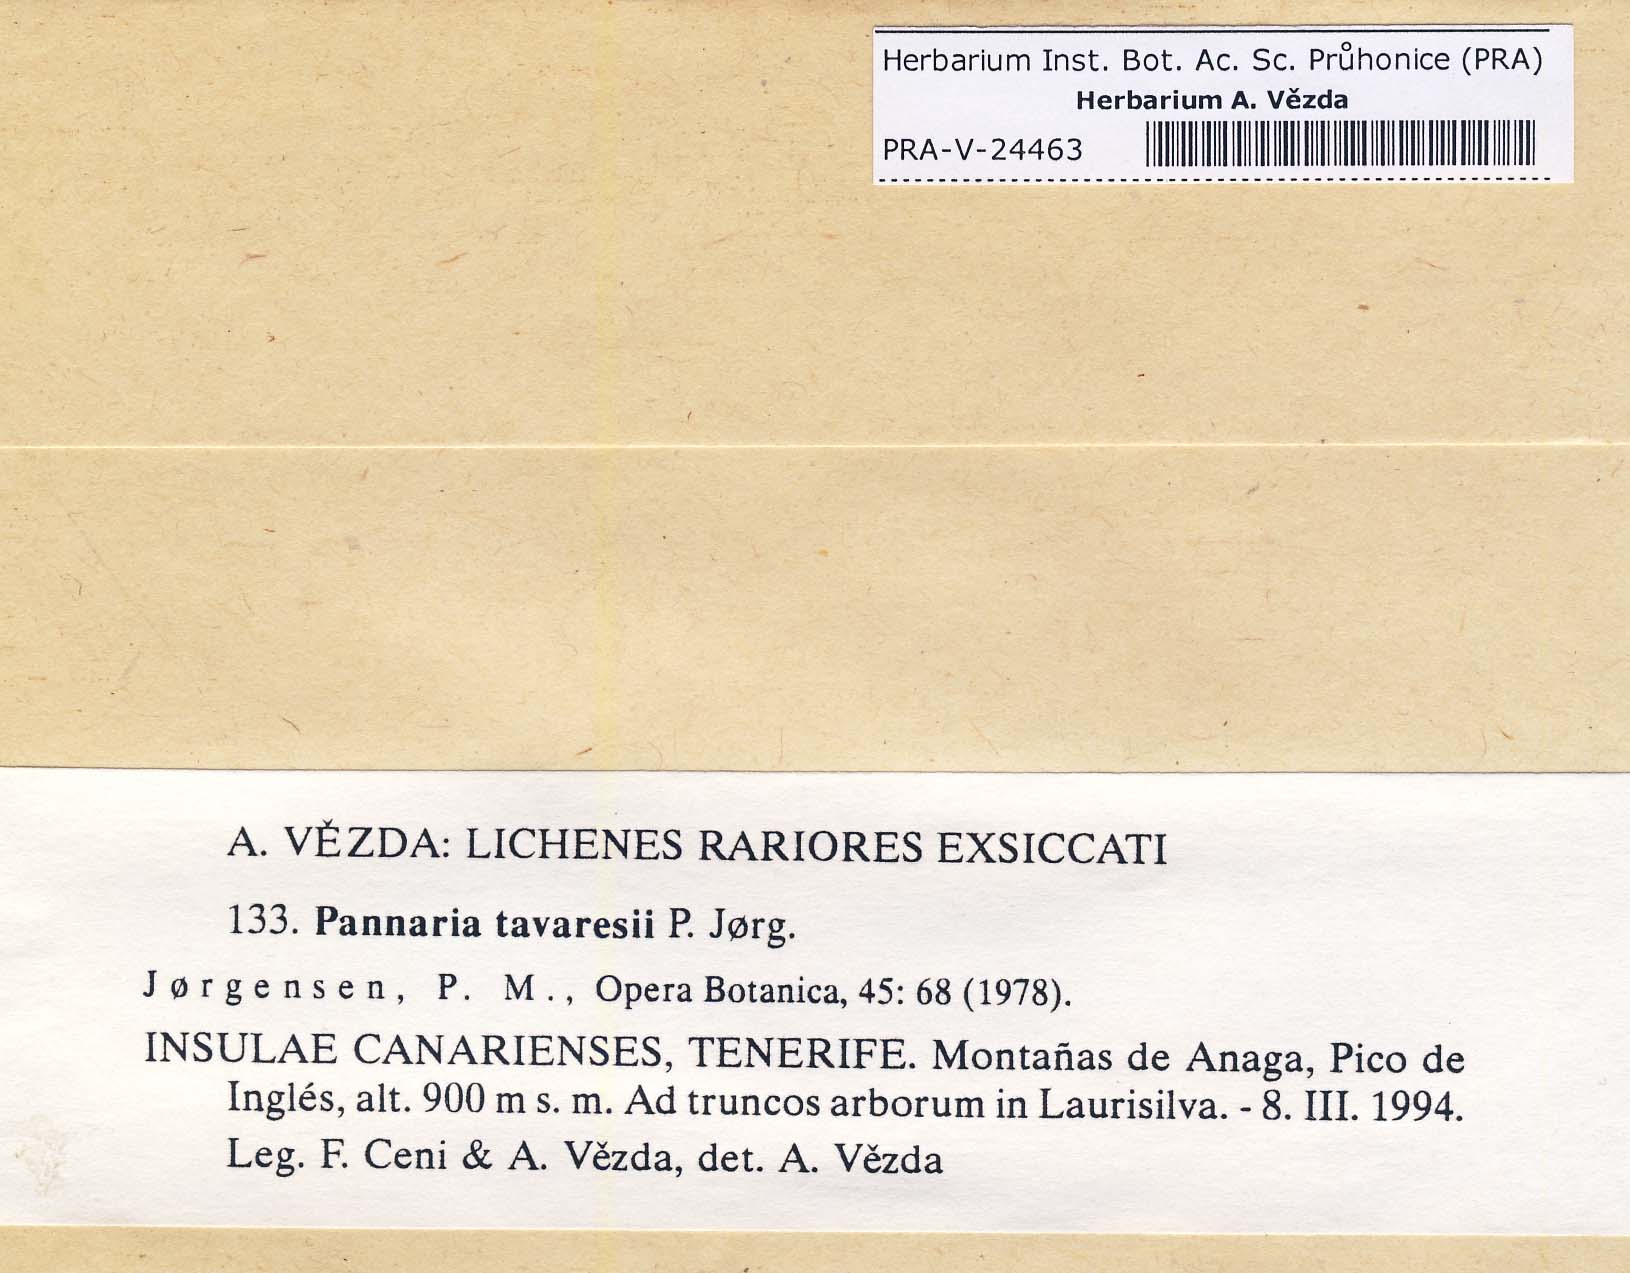 Herbarium Inst. Bot. Ac. Sc. Průhonice (PRA)
Herbarium A. Vězda
PRA-V-24463
A. VĚZDA: LICHENES RARIORES EXSICCATI
133. Pannaria tavaresii P. Jørg.
Jørgensen, P. M., Opera Botanica, 45: 68 (1978).
INSULAE CANARIENSES, TENERIFE. Montañas de Anaga, Pico de
Inglés, alt. 900 m s. m. Ad truncos arborum in Laurisilva. - 8. III. 1994.
Leg. F. Ceni & A. Vězda, det. A. Vězda